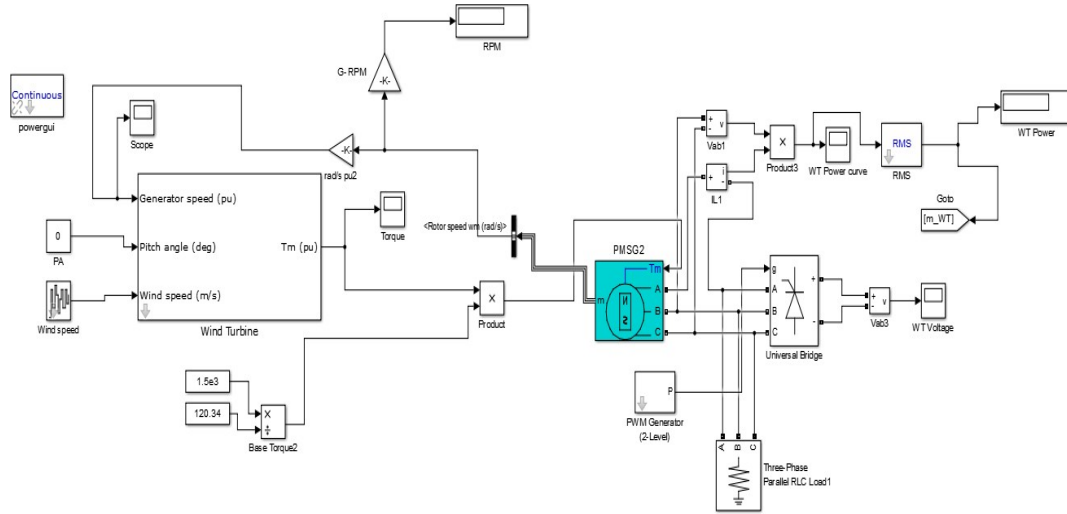 RPM
G- RPM
-K-
Continuous
powergui
Scope
-K-
rad/s pu2
+
-
v
Vab1
×
Product3
WT Power curve
RMS
RMS
WT Power
i
+
-
IL1
Goto
[m_WT]
Generator speed (pu)
Pitch angle (deg)
Wind speed (m/s)
Tm (pu)
Wind Turbine
0
PA
Wind speed
Torque
<Rotor speed wm (rad/s)>
PMSG2
Tm
m
A
B
C
N
S
×
Product
g
A
B
C
+
-
Universal Bridge
+
-
v
Vab3
WT Voltage
1.5e3
120.34
×
÷
Base Torque2
P
PWM Generator
(2-Level)
A
B
C
Three-Phase
Parallel RLC Load1